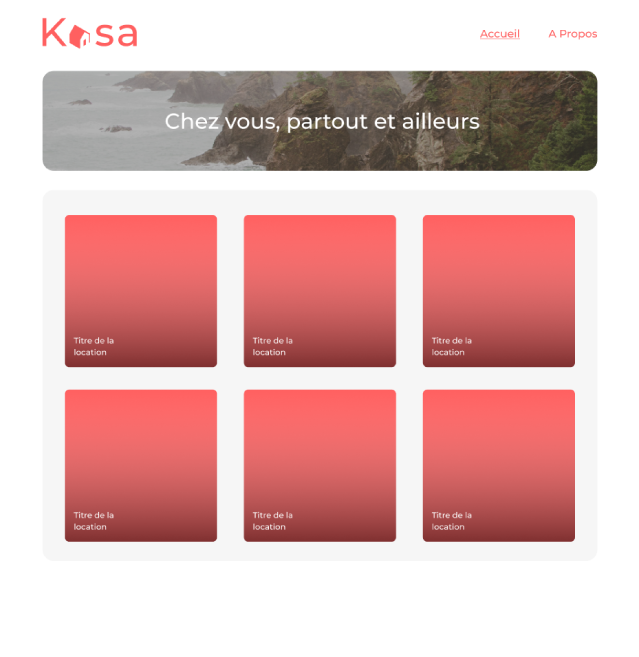 Kasa
Accueil
A Propos
Chez vous, partout et ailleurs
Titre de la
location
Titre de la
location
Titre de la
location
Titre de la
location
Titre de la
location
Titre de la
location